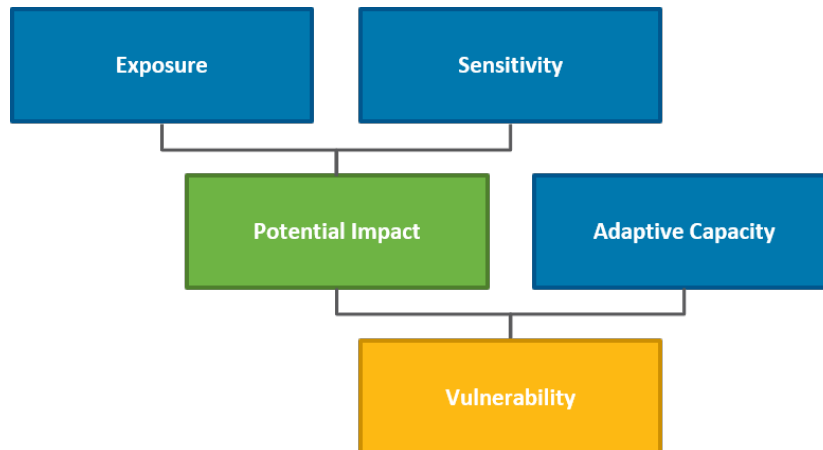 Exposure
Sensitivity
Potential Impact
Adaptive Capacity
Vulnerability